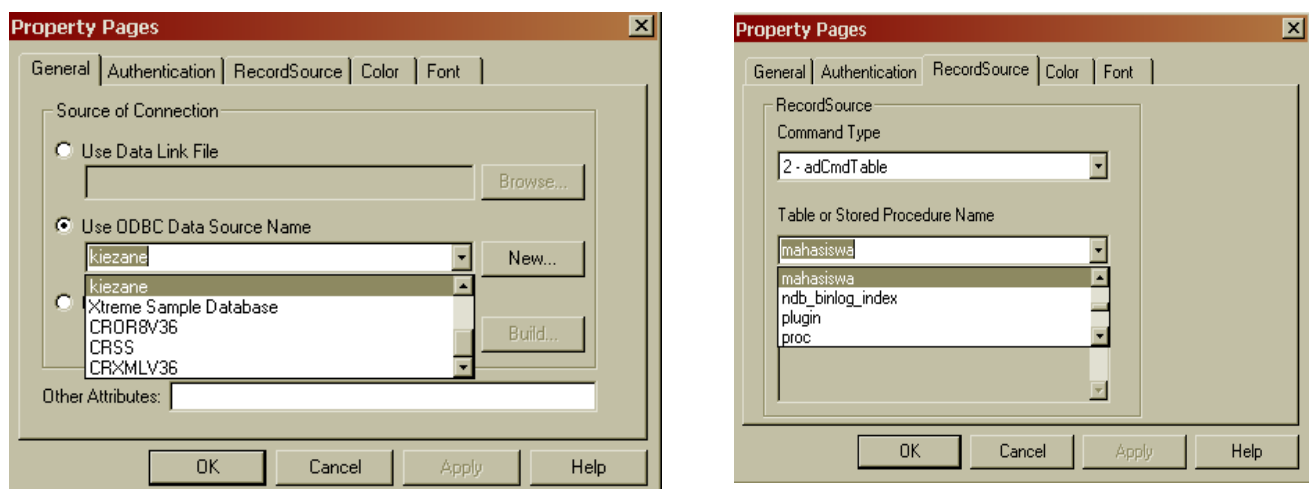 Property Pages
General Authentication RecordSource Color Font
Source of Connection
Use Data Link File
Browse...
Use ODBC Data Source Name
kiezane
New...
kiezane
Xtreme Sample Database
CROR8V36
CRSS
CRXMLV36
Build...
Other Attributes:
OK Cancel Apply Help
Property Pages
General Authentication RecordSource Color Font
RecordSource
Command Type
2 - adCmdTable
Table or Stored Procedure Name
mahasiswa
mahasiswa
ndb_binlog_index
plugin
proc
OK Cancel Apply Help